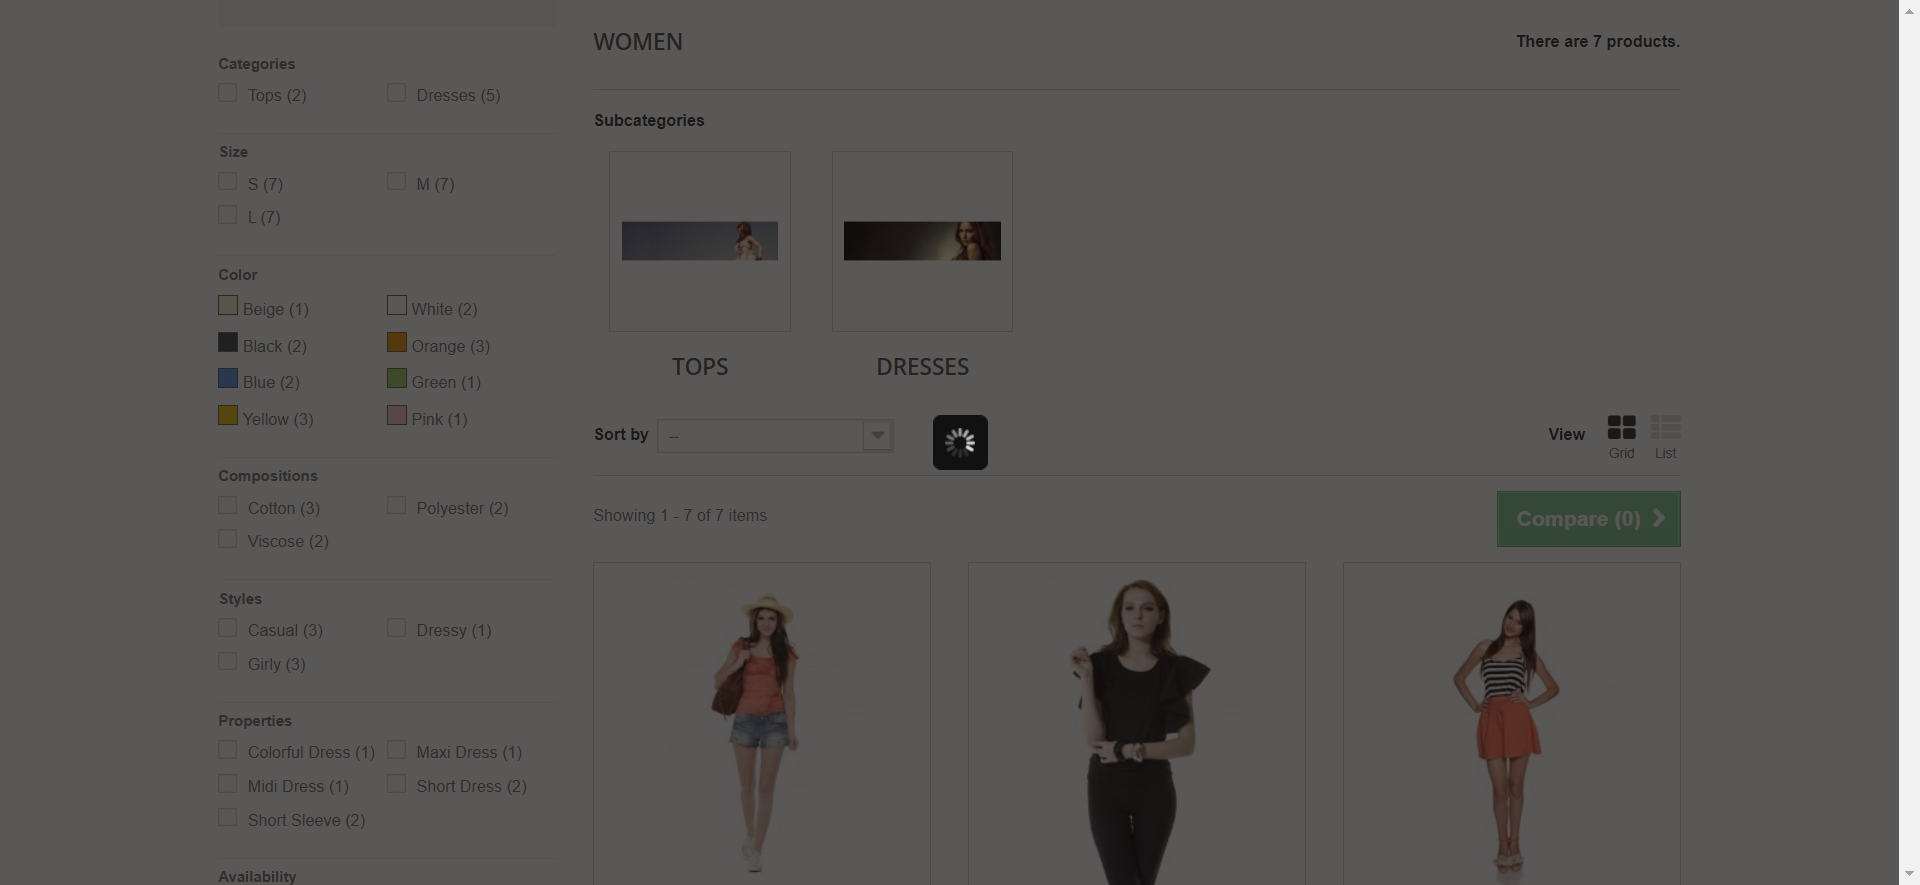 WOMEN
There are 7 products.
Categories
Tops (2)
Dresses (5)
Subcategories
Size
S (7)
M (7)
L (7)
Color
Beige (1)
White (2)
Black (2)
Orange (3)
Blue (2)
Green (1)
Yellow (3)
Pink (1)
TOPS
DRESSES
Sort by
--
View
Grid
List
Compositions
Cotton (3)
Polyester (2)
Viscose (2)
Showing 1 - 7 of 7 items
Compare (0)
Styles
Casual (3)
Dressy (1)
Girly (3)
Properties
Colorful Dress (1)
Maxi Dress (1)
Midi Dress (1)
Short Dress (2)
Short Sleeve (2)
Availability